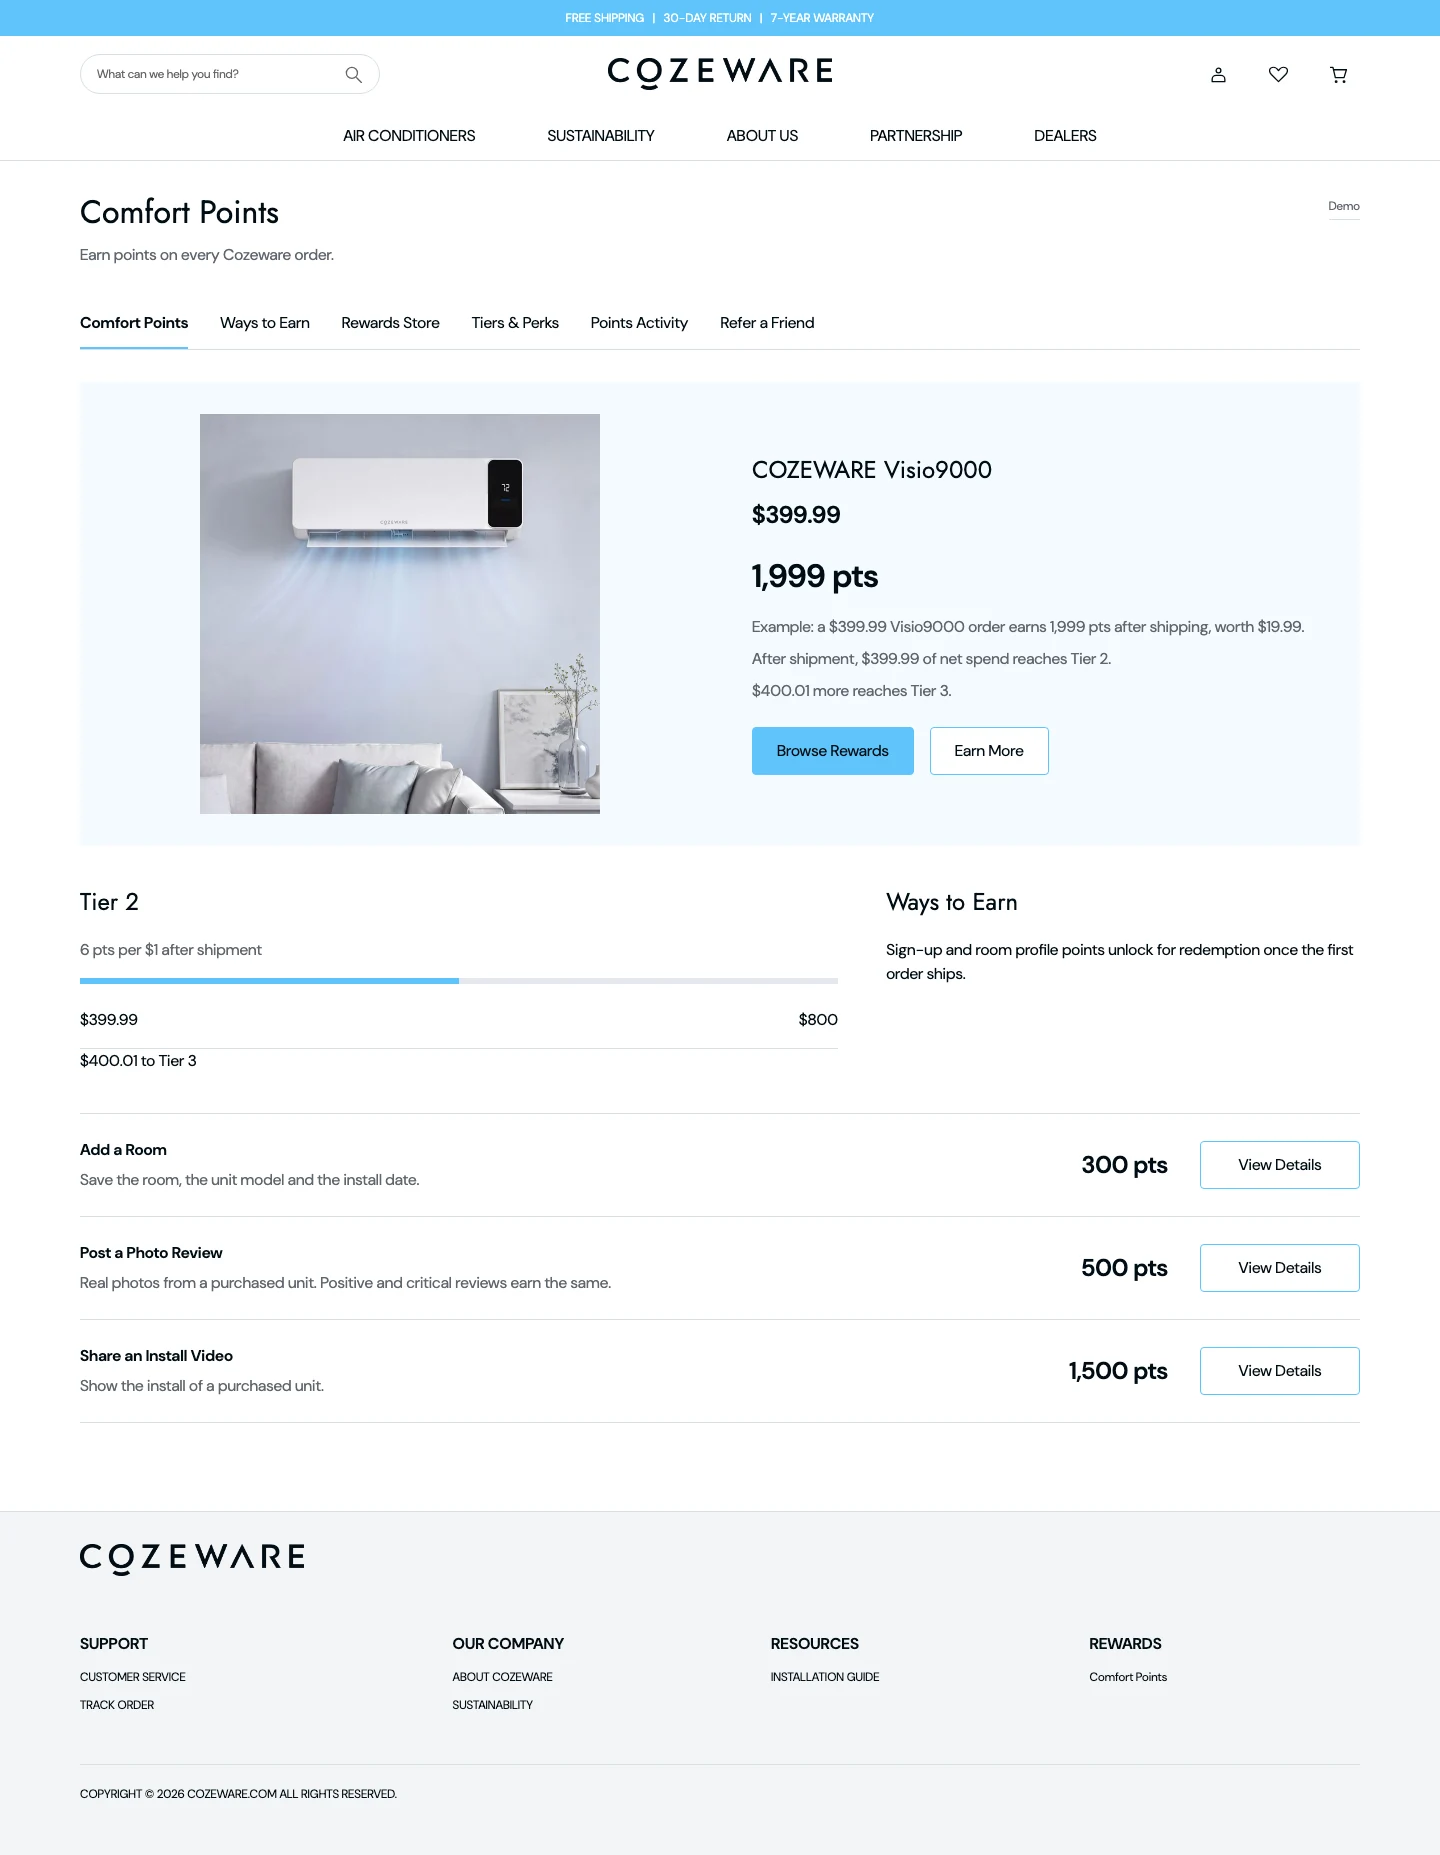 FREE SHIPPING | 30-DAY RETURN | 7-YEAR WARRANTY
What can we help you find?
COZEWARE
AIR CONDITIONERS
SUSTAINABILITY
ABOUT US
PARTNERSHIP
DEALERS
Comfort Points
Demo
Earn points on every Cozeware order.
Comfort Points
Ways to Earn
Rewards Store
Tiers & Perks
Points Activity
Refer a Friend
72
COZEWARE
COZEWARE Visio9000
$399.99
1,999 pts
Example: a $399.99 Visio9000 order earns 1,999 pts after shipping, worth $19.99.
After shipment, $399.99 of net spend reaches Tier 2.
$400.01 more reaches Tier 3.
Browse Rewards
Earn More
Tier 2
6 pts per $1 after shipment
$399.99
$800
$400.01 to Tier 3
Ways to Earn
Sign-up and room profile points unlock for redemption once the first
order ships.
Add a Room
Save the room, the unit model and the install date.
300 pts
View Details
Post a Photo Review
Real photos from a purchased unit. Positive and critical reviews earn the same.
500 pts
View Details
Share an Install Video
Show the install of a purchased unit.
1,500 pts
View Details
COZEWARE
SUPPORT
CUSTOMER SERVICE
TRACK ORDER
OUR COMPANY
ABOUT COZEWARE
SUSTAINABILITY
RESOURCES
INSTALLATION GUIDE
REWARDS
Comfort Points
COPYRIGHT © 2026 COZEWARE.COM ALL RIGHTS RESERVED.